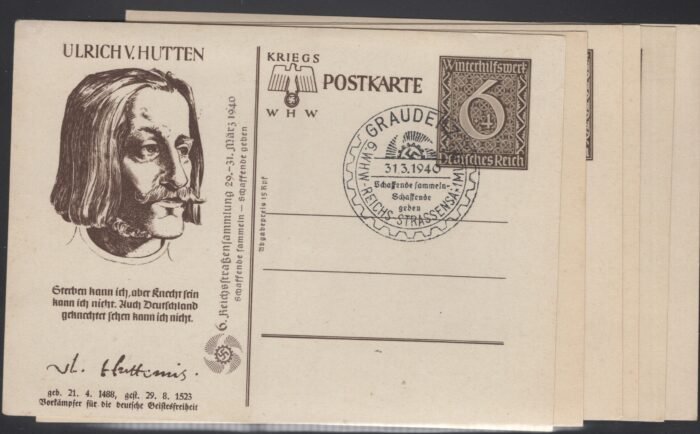 ULRICH V. HUTTEN
Sterben kann ich, aber Knecht sein
kann ich nicht. Auch Deutschland
geknechtet sehen kann ich nicht.
geb. 21. 4. 1488, gest. 29. 8. 1523
Vorkämpfer für die deutsche Geistesfreiheit
6. Reichsstraßensammlung 29.-31. März 1940
Schaffende sammeln - Schaffende geben
Abgabepreis 15 Rpf
KRIEGS
WHW
POSTKARTE
Winterhilfswerk
6
Deutsches Reich
GRAUDENZ
31.3.1940
Schaffende sammeln-
Schaffende
geben
REICHS-STRASSENSA